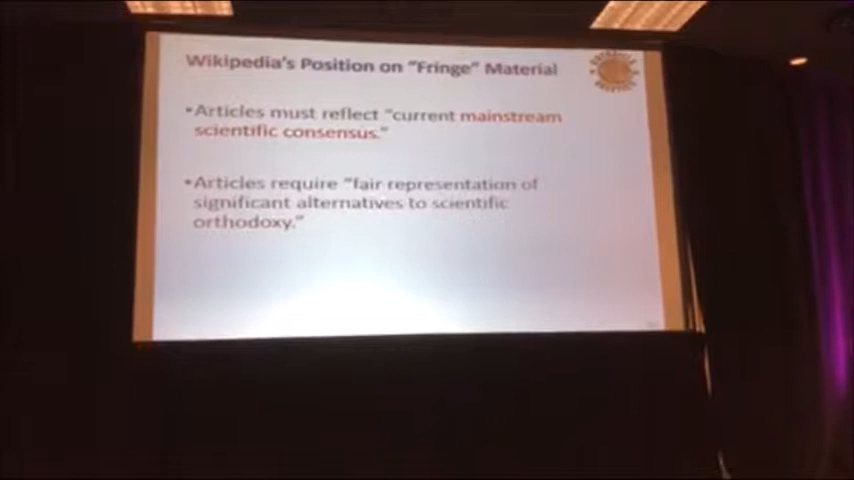 Wikipedia's Position on "Fringe" Material
•Articles must reflect "current mainstream
scientific consensus."
•Articles require "fair representation of
significant alternatives to scientific
orthodoxy."